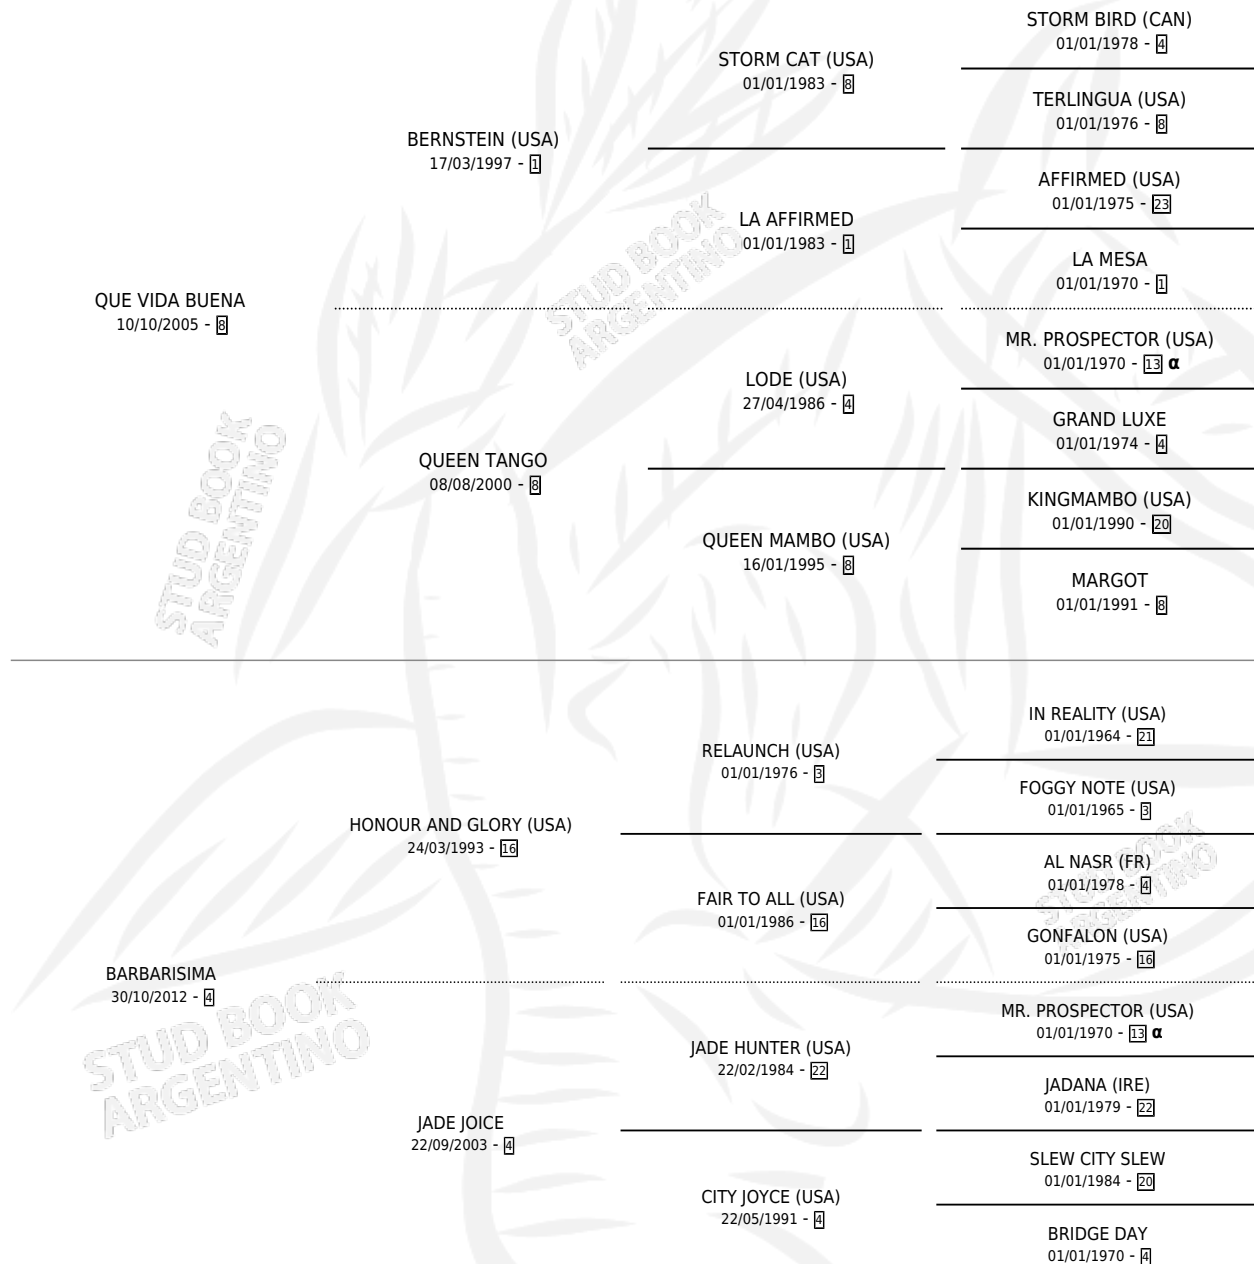 STORM BIRD (CAN)
01/01/1978 - 4
STORM CAT (USA)
01/01/1983 - 8
TERLINGUA (USA)
01/01/1976 - 8
BERNSTEIN (USA)
17/03/1997 - 1
AFFIRMED (USA)
01/01/1975 - 23
LA AFFIRMED
01/01/1983 - 1
LA MESA
01/01/1970 - 1
QUE VIDA BUENA
10/10/2005 - 8
MR. PROSPECTOR (USA)
01/01/1970 - 13 α
LODE (USA)
27/04/1986 - 4
GRAND LUXE
01/01/1974 - 4
QUEEN TANGO
08/08/2000 - 8
KINGMAMBO (USA)
01/01/1990 - 20
QUEEN MAMBO (USA)
16/01/1995 - 8
MARGOT
01/01/1991 - 8
IN REALITY (USA)
01/01/1964 - 21
RELAUNCH (USA)
01/01/1976 - 3
FOGGY NOTE (USA)
01/01/1965 - 3
HONOUR AND GLORY (USA)
24/03/1993 - 16
AL NASR (FR)
01/01/1978 - 4
FAIR TO ALL (USA)
01/01/1986 - 16
GONFALON (USA)
01/01/1975 - 16
BARBARISIMA
30/10/2012 - 4
MR. PROSPECTOR (USA)
01/01/1970 - 13 α
JADE HUNTER (USA)
22/02/1984 - 22
JADANA (IRE)
01/01/1979 - 22
JADE JOICE
22/09/2003 - 4
SLEW CITY SLEW
01/01/1984 - 20
CITY JOYCE (USA)
22/05/1991 - 4
BRIDGE DAY
01/01/1970 - 4
STUD BOOK
ARGENTINO
STUD BOOK
ARGENTINO
STUD BOOK
ARGENTINO
STUD BOOK
ARGENTINO